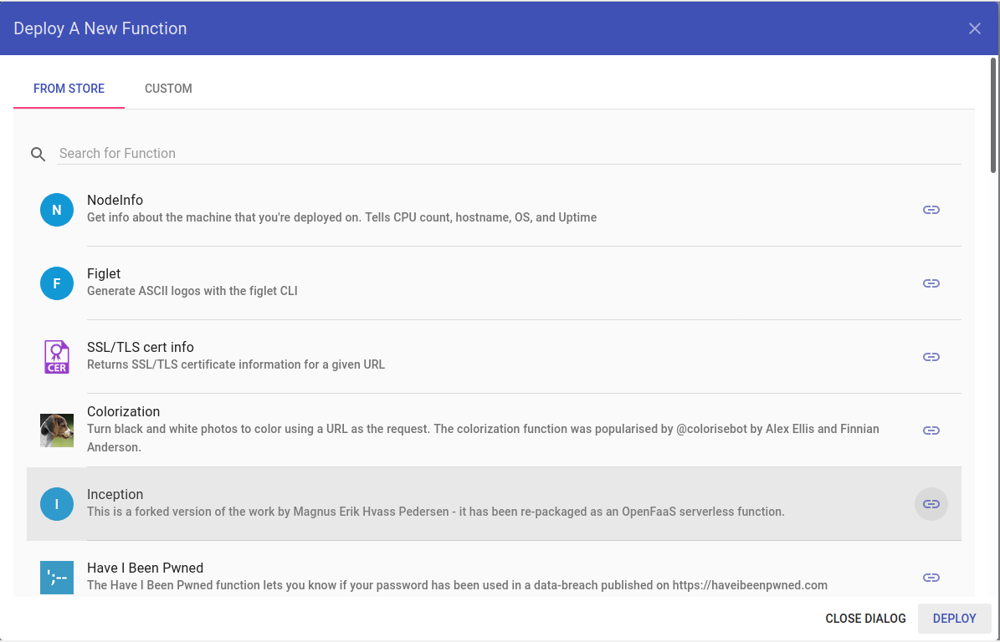 Deploy A New Function
FROM STORE CUSTOM
Search for Function
N
NodeInfo
Get info about the machine that you're deployed on. Tells CPU count, hostname, OS, and Uptime
F
Figlet
Generate ASCII logos with the figlet CLI
CER
SSL/TLS cert info
Returns SSL/TLS certificate information for a given URL
Colorization
Turn black and white photos to color using a URL as the request. The colorization function was popularised by @colorisebot by Alex Ellis and Finnian
Anderson.
I
Inception
This is a forked version of the work by Magnus Erik Hvass Pedersen - it has been re-packaged as an OpenFaaS serverless function.
';--
Have I Been Pwned
The Have I Been Pwned function lets you know if your password has been used in a data-breach published on https://haveibeenpwned.com
CLOSE DIALOG DEPLOY